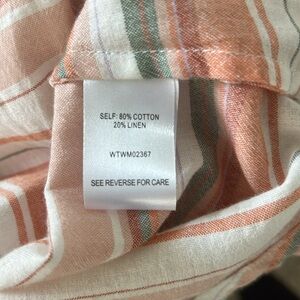 SELF: 80% COTTON
20% LINEN
WTWM02367
SEE REVERSE FOR CARE